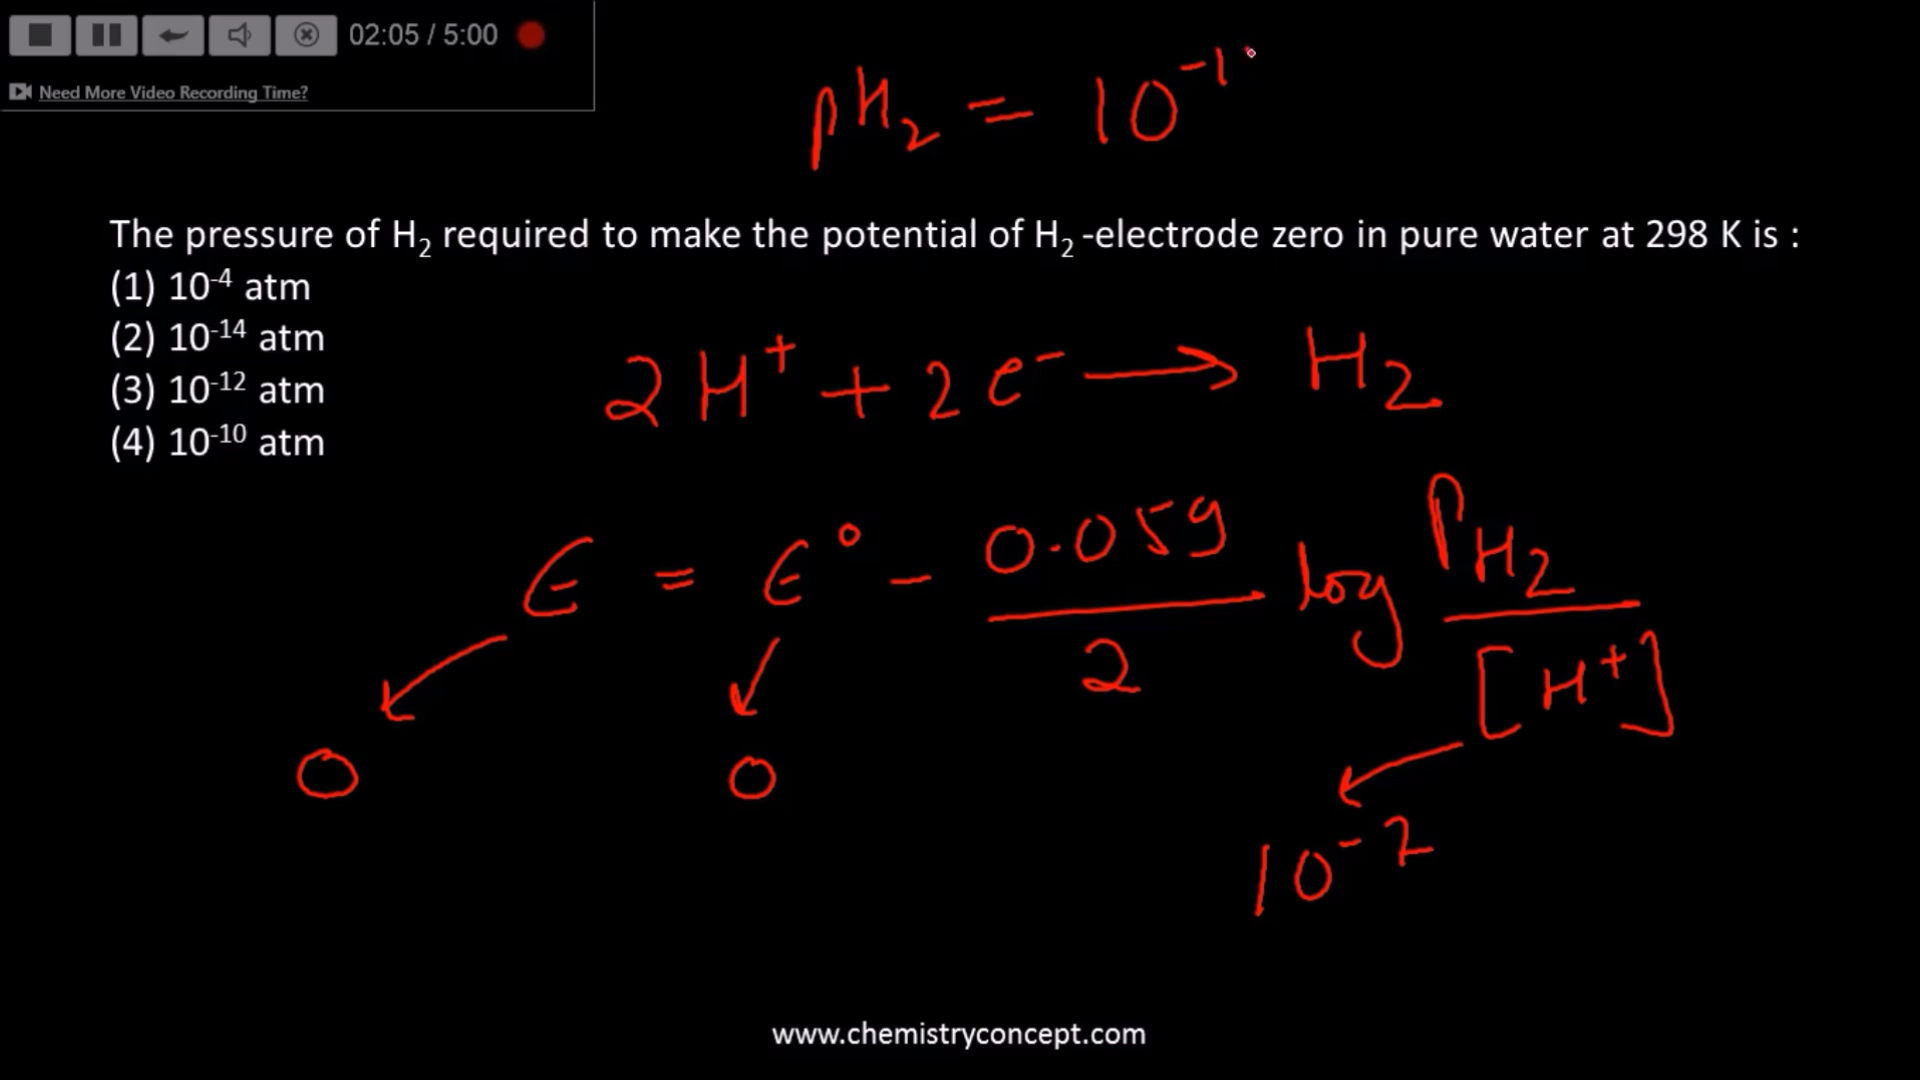 02:05 / 5:00
Need More Video Recording Time?
pH₂ = 10⁻¹
The pressure of H₂ required to make the potential of H₂ -electrode zero in pure water at 298 K is :
(1) 10⁻⁴ atm
(2) 10⁻¹⁴ atm
(3) 10⁻¹² atm
(4) 10⁻¹⁰ atm
2H⁺ + 2e⁻ → H₂
E = E° - 0.059/2 log P_H₂/[H⁺]
0 0
10⁻²
www.chemistryconcept.com